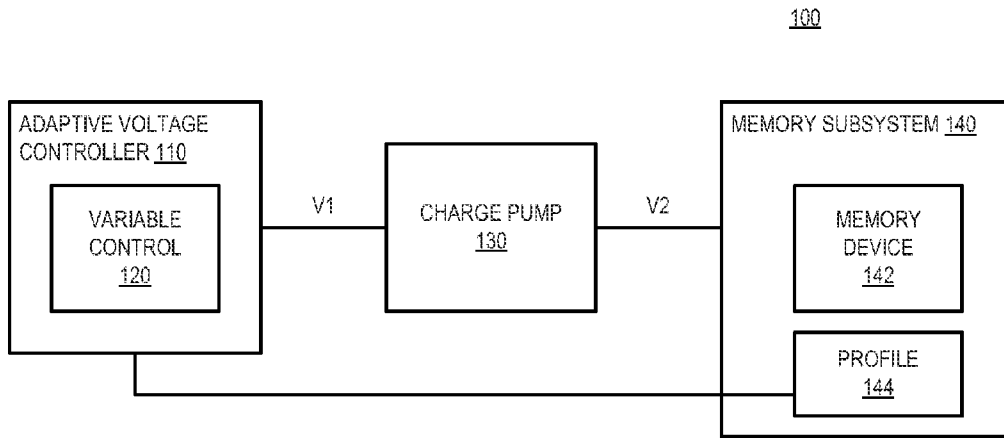 100
ADAPTIVE VOLTAGE
CONTROLLER 110
VARIABLE
CONTROL
120
V1
CHARGE PUMP
130
V2
MEMORY SUBSYSTEM 140
MEMORY
DEVICE
142
PROFILE
144